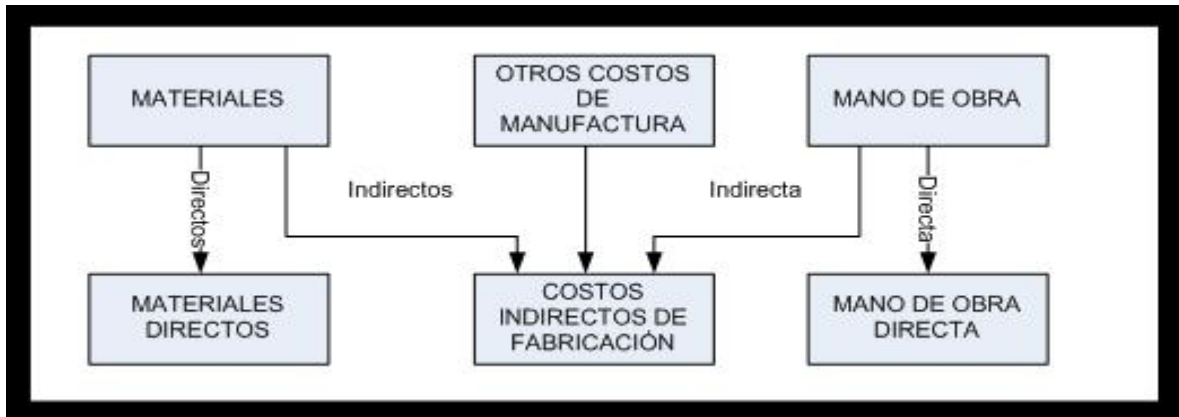 MATERIALES
OTROS COSTOS
DE
MANUFACTURA
MANO DE OBRA
Directos
Indirectos
Indirecta
Directa
MATERIALES
DIRECTOS
COSTOS
INDIRECTOS DE
FABRICACIÓN
MANO DE OBRA
DIRECTA